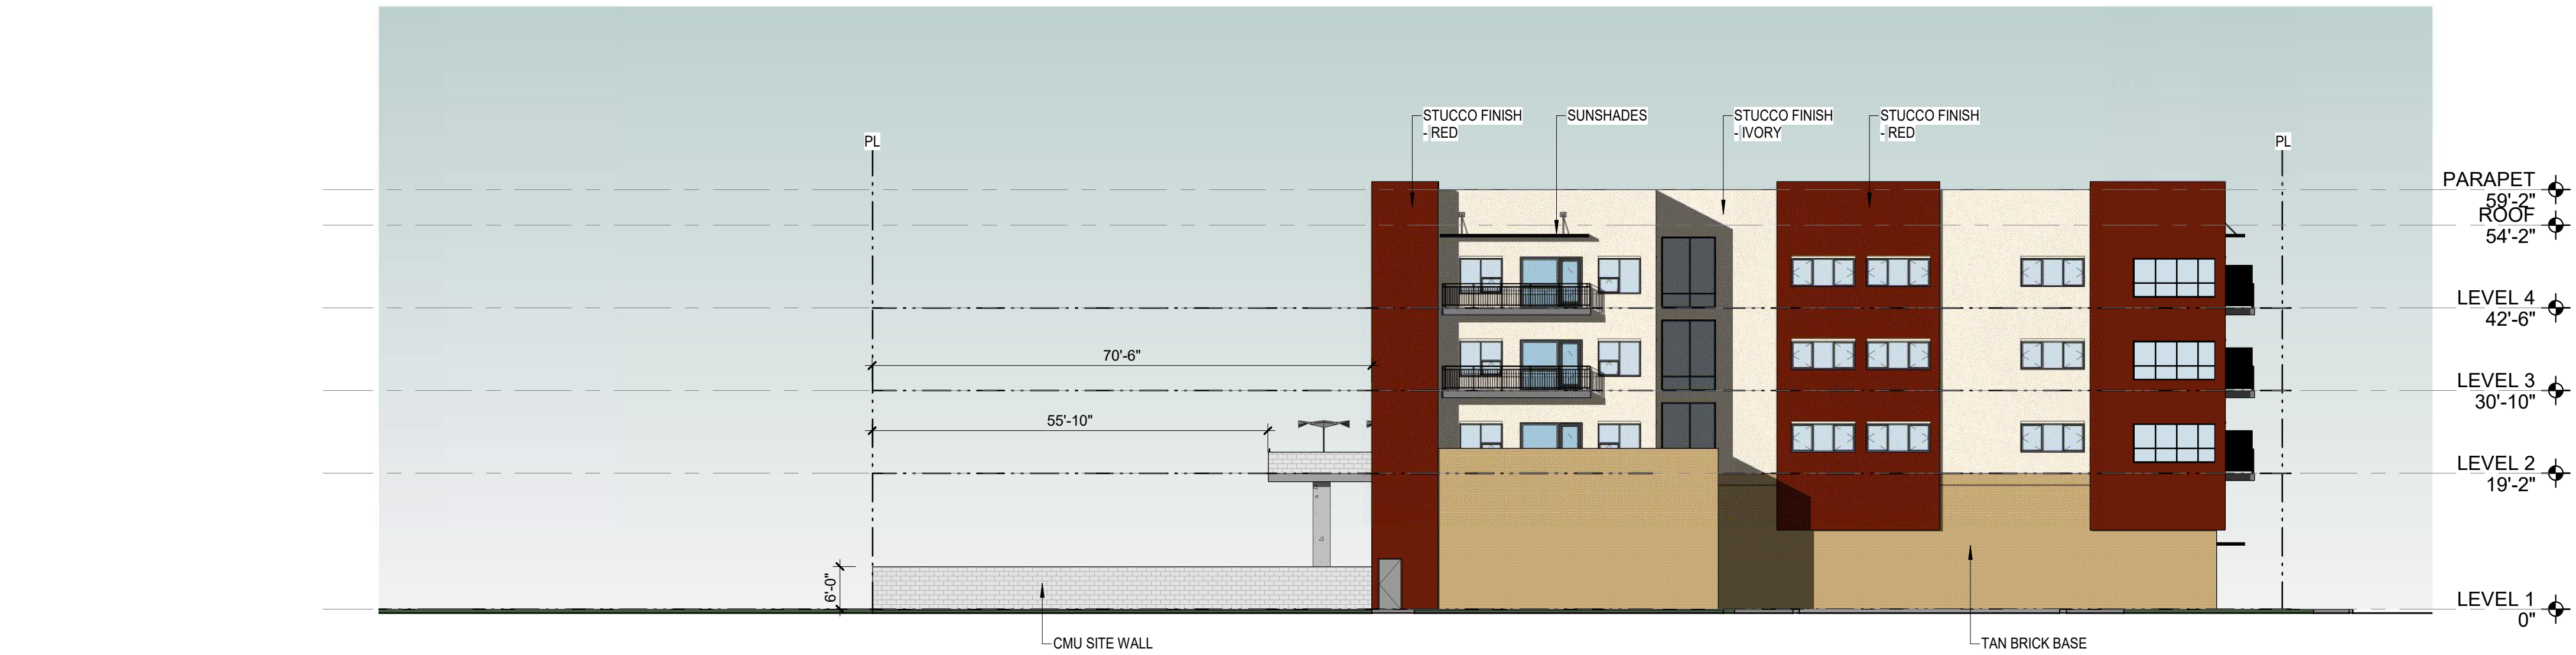 STUCCO FINISH
- RED
SUNSHADES
STUCCO FINISH
- IVORY
STUCCO FINISH
- RED
PL
PL
PARAPET
59'-2"
ROOF
54'-2"
LEVEL 4
42'-6"
70'-6"
LEVEL 3
30'-10"
55'-10"
LEVEL 2
19'-2"
6'-0"
LEVEL 1
0"
CMU SITE WALL
TAN BRICK BASE